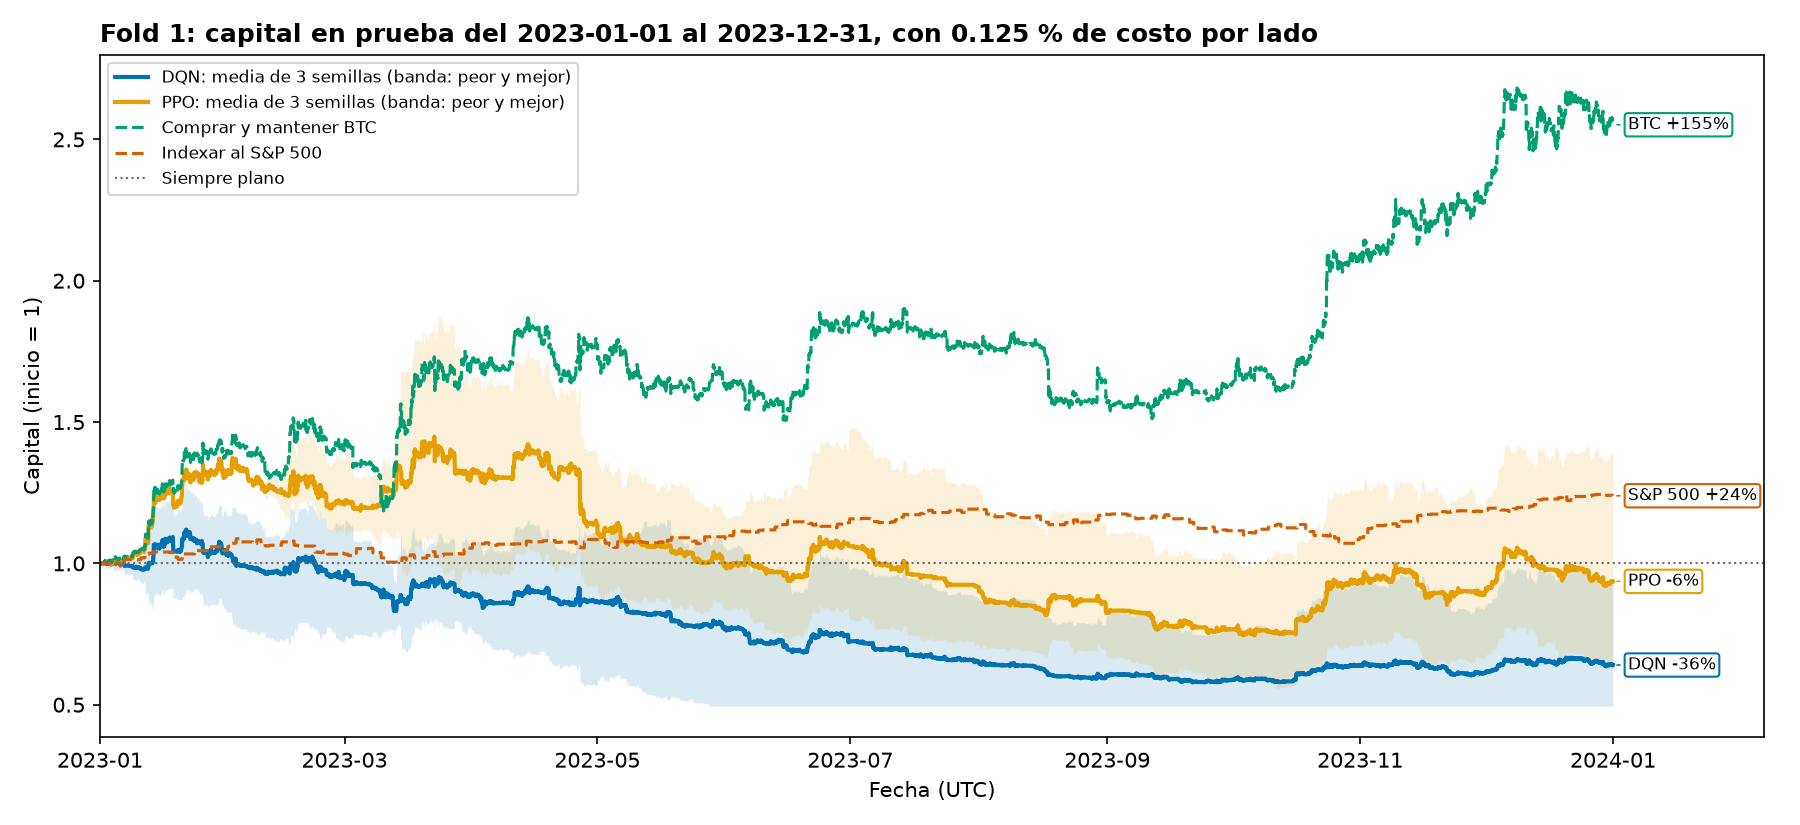 Fold 1: capital en prueba del 2023-01-01 al 2023-12-31, con 0.125 % de costo por lado
DQN: media de 3 semillas (banda: peor y mejor)
PPO: media de 3 semillas (banda: peor y mejor)
Comprar y mantener BTC
Indexar al S&P 500
Siempre plano
Capital (inicio = 1)
2.5
2.0
1.5
1.0
0.5
BTC +155%
S&P 500 +24%
PPO -6%
DQN -36%
2023-01
2023-03
2023-05
2023-07
2023-09
2023-11
2024-01
Fecha (UTC)